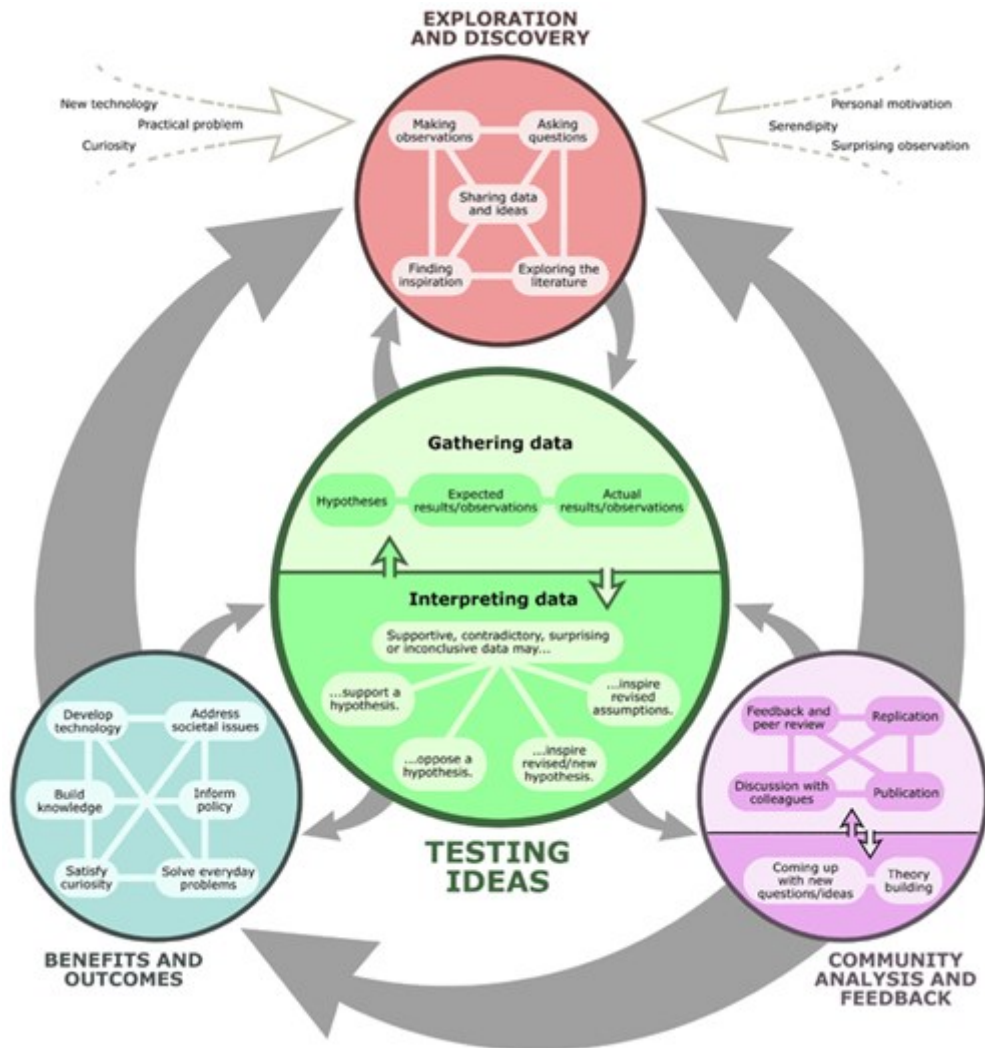 EXPLORATION
AND DISCOVERY
New technology
Practical problem
Curiosity
Personal motivation
Serendipity
Surprising observation
Making
observations
Asking
questions
Sharing data
and ideas
Finding
inspiration
Exploring the
literature
Gathering data
Hypotheses
Expected
results/observations
Actual
results/observations
Interpreting data
Supportive, contradictory, surprising
or inconclusive data may...
...support a
hypothesis.
...inspire
revised
assumptions.
...oppose a
hypothesis.
...inspire
revised/new
hypothesis.
TESTING
IDEAS
Develop
technology
Address
societal issues
Build
knowledge
Inform
policy
Satisfy
curiosity
Solve everyday
problems
BENEFITS AND
OUTCOMES
Feedback and
peer review
Replication
Discussion with
colleagues
Publication
Coming up
with new
questions/ideas
Theory
building
COMMUNITY
ANALYSIS AND
FEEDBACK